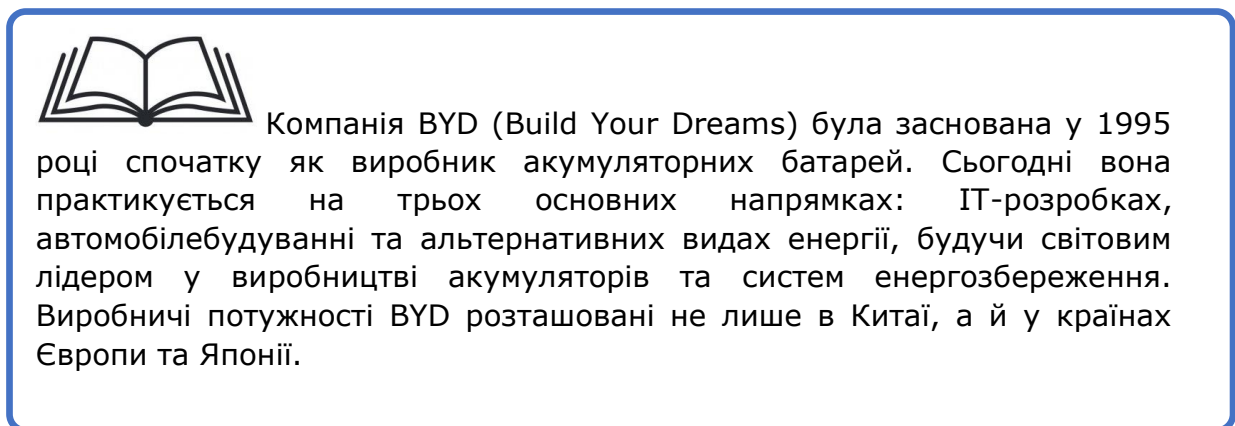 Компанія BYD (Build Your Dreams) була заснована у 1995
році спочатку як виробник акумуляторних батарей. Сьогодні вона
практикується на трьох основних напрямках: ІТ-розробках,
автомобілебудуванні та альтернативних видах енергії, будучи світовим
лідером у виробництві акумуляторів та систем енергозбереження.
Виробничі потужності BYD розташовані не лише в Китаї, а й у країнах
Європи та Японії.